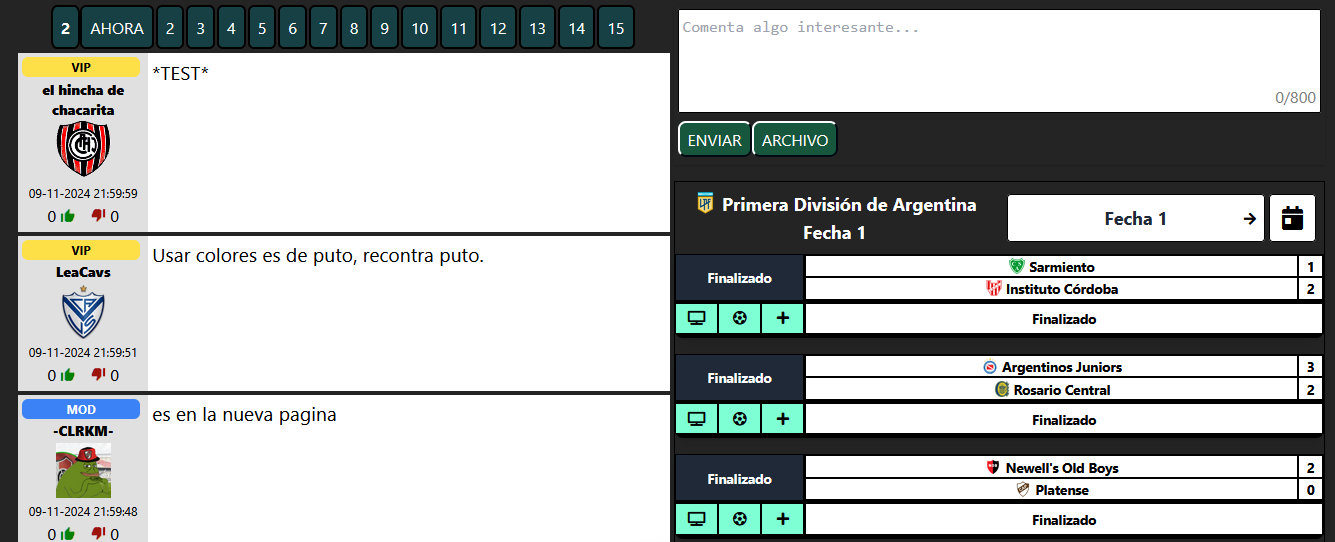 2 AHORA 2 3 4 5 6 7 8 9 10 11 12 13 14 15
VIP
el hincha de
chacarita
09-11-2024 21:59:59
0 0
*TEST*
VIP
LeaCavs
09-11-2024 21:59:51
0 0
Usar colores es de puto, recontra puto.
MOD
-CLRKM-
09-11-2024 21:59:48
0 0
es en la nueva pagina
Comenta algo interesante...
0/800
ENVIAR ARCHIVO
Primera División de Argentina
Fecha 1
Fecha 1
Finalizado
Sarmiento 1
Instituto Córdoba 2
Finalizado
Finalizado
Argentinos Juniors 3
Rosario Central 2
Finalizado
Finalizado
Newell's Old Boys 2
Platense 0
Finalizado